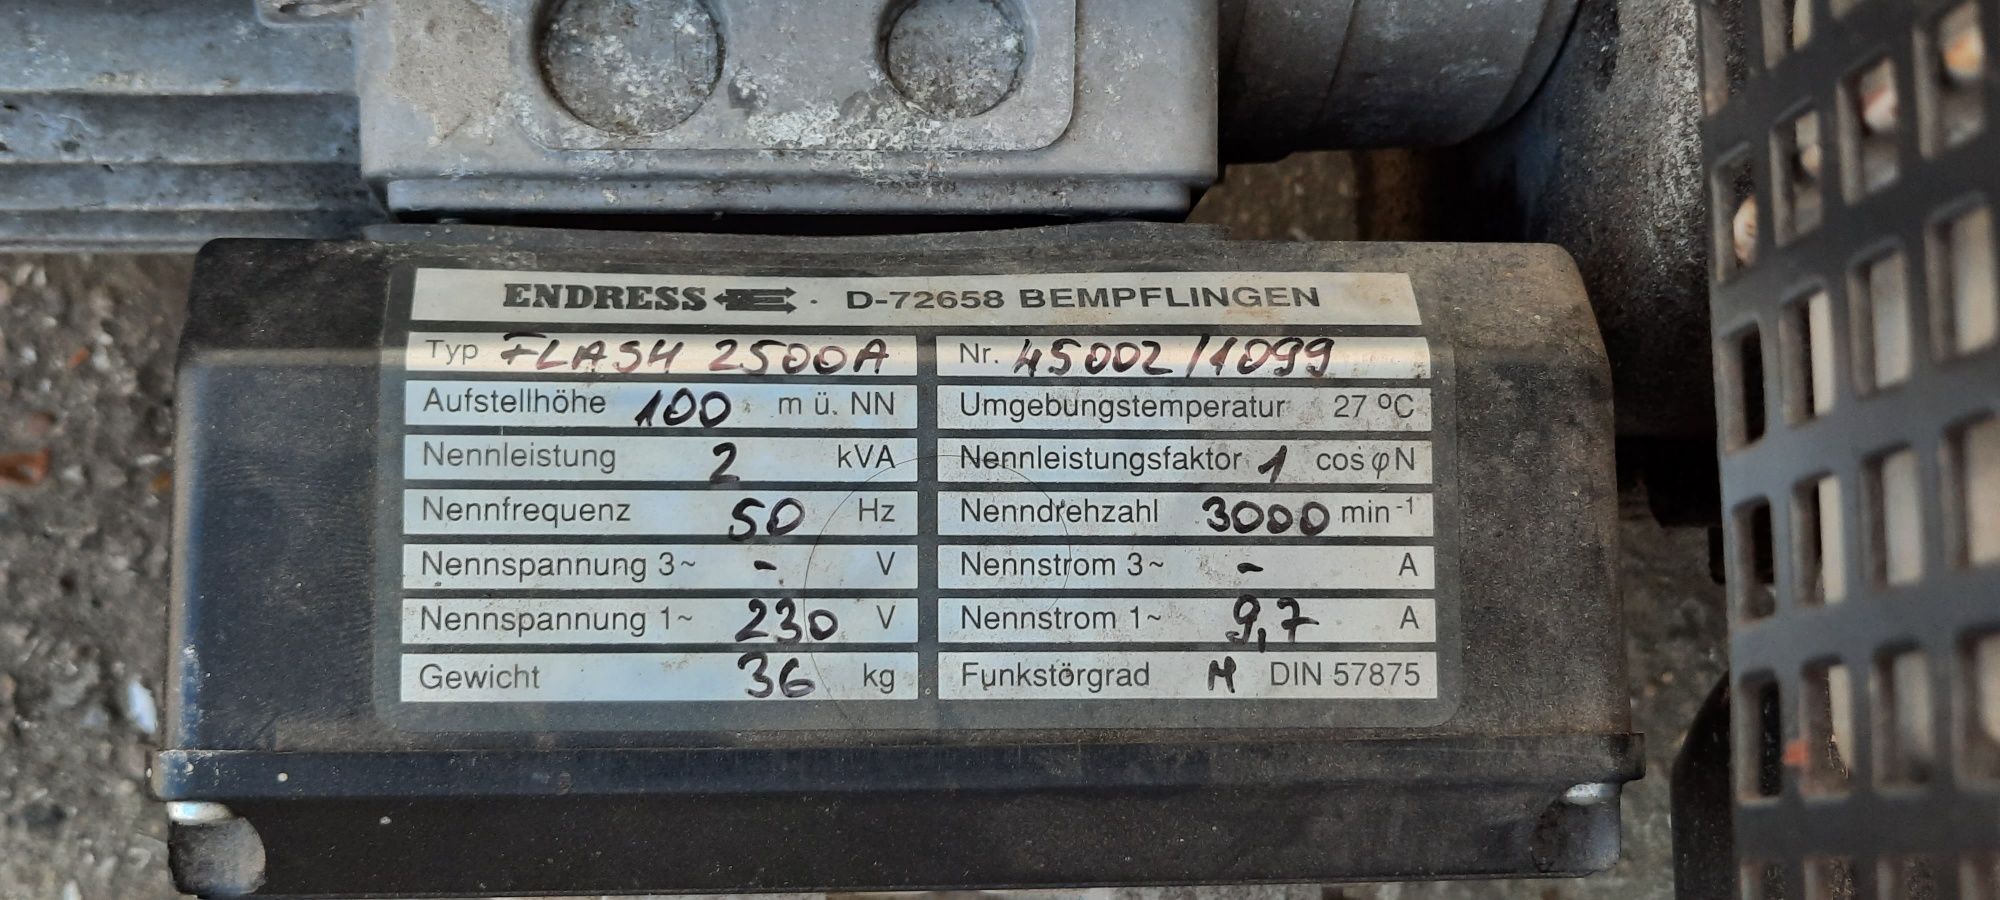 ENDRESS · D-72658 BEMPFLINGEN
Typ FLASH 2500A Nr. 45002/1099
Aufstellhöhe 100 m ü. NN Umgebungstemperatur 27 °C
Nennleistung 2 kVA Nennleistungsfaktor 1 cos φN
Nennfrequenz 50 Hz Nenndrehzahl 3000 min⁻¹
Nennspannung 3~ - V Nennstrom 3~ - A
Nennspannung 1~ 230 V Nennstrom 1~ 9,7 A
Gewicht 36 kg Funkstörgrad N DIN 57875